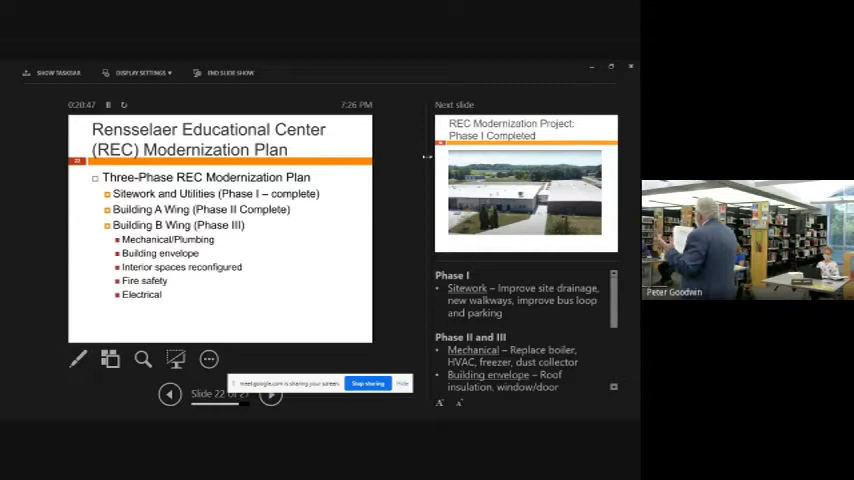 SHOW TASKBAR
DISPLAY SETTINGS ▾
END SLIDE SHOW
0:20:47
7:26 PM
Rensselaer Educational Center
(REC) Modernization Plan
22
Three-Phase REC Modernization Plan
Sitework and Utilities (Phase I – complete)
Building A Wing (Phase II Complete)
Building B Wing (Phase III)
Mechanical/Plumbing
Building envelope
Interior spaces reconfigured
Fire safety
Electrical
meet.google.com is sharing your screen.
Stop sharing
Hide
Slide 22 of 27
Next slide
REC Modernization Project:
Phase I Completed
Phase I
• Sitework – Improve site drainage,
new walkways, improve bus loop
and parking
Phase II and III
• Mechanical – Replace boiler,
HVAC, freezer, dust collector
• Building envelope – Roof
insulation, window/door
A A
Peter Goodwin